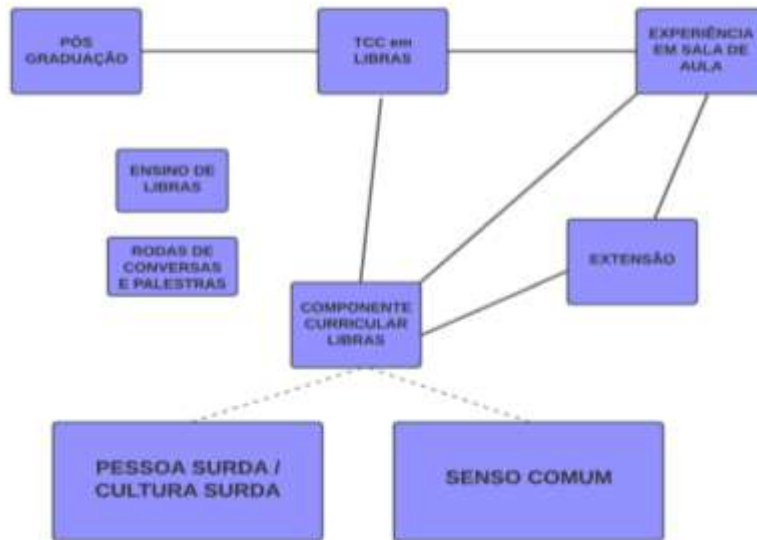 PÓS
GRADUAÇÃO
TCC em
LIBRAS
EXPERIÊNCIA
EM SALA DE
AULA
ENSINO DE
LIBRAS
RODAS DE
CONVERSAS
E PALESTRAS
EXTENSÃO
COMPONENTE
CURRICULAR
LIBRAS
PESSOA SURDA /
CULTURA SURDA
SENSO COMUM